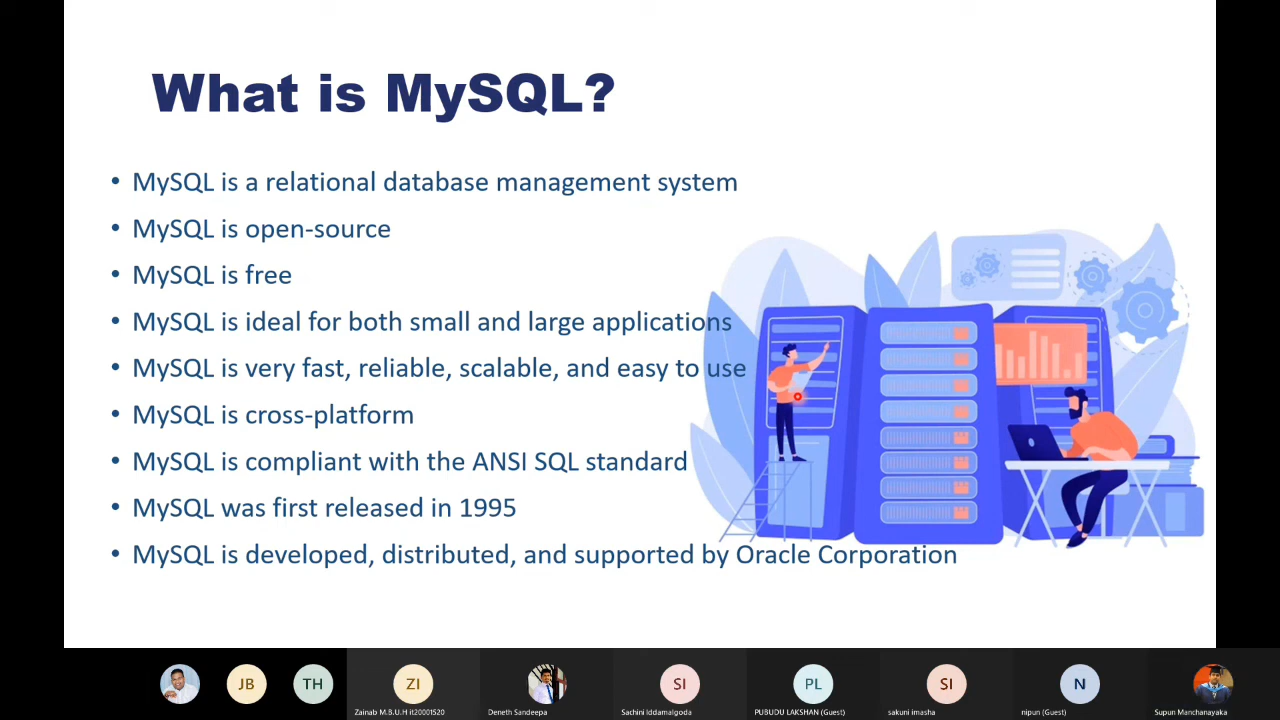 What is MySQL?
• MySQL is a relational database management system
• MySQL is open-source
• MySQL is free
• MySQL is ideal for both small and large applications
• MySQL is very fast, reliable, scalable, and easy to use
• MySQL is cross-platform
• MySQL is compliant with the ANSI SQL standard
• MySQL was first released in 1995
• MySQL is developed, distributed, and supported by Oracle Corporation
JB TH ZI SI PL SI N
Zainab M.B.U.H it20001520 Deneth Sandeepa Sachini Iddamalgoda PUBUDU LAKSHAN (Guest) sakuni imasha nipun (Guest) Supun Manchanayaka